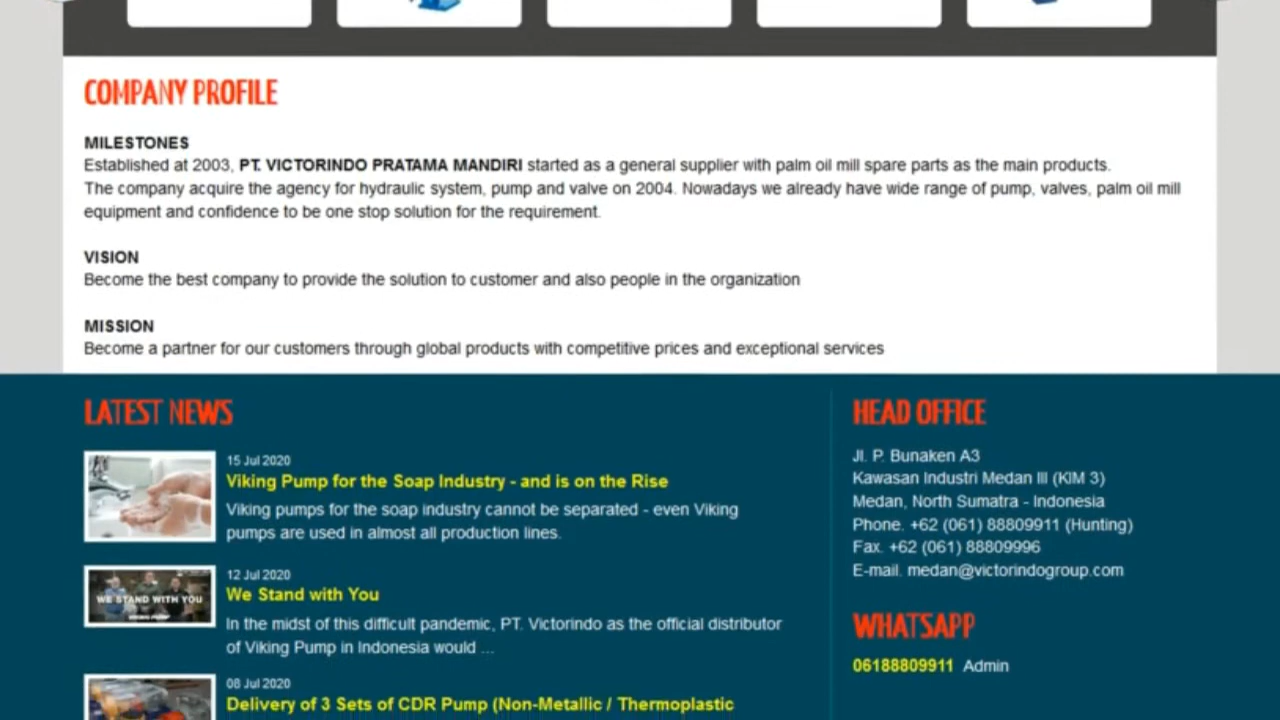 COMPANY PROFILE
MILESTONES
Established at 2003, PT. VICTORINDO PRATAMA MANDIRI started as a general supplier with palm oil mill spare parts as the main products.
The company acquire the agency for hydraulic system, pump and valve on 2004. Nowadays we already have wide range of pump, valves, palm oil mill
equipment and confidence to be one stop solution for the requirement.
VISION
Become the best company to provide the solution to customer and also people in the organization
MISSION
Become a partner for our customers through global products with competitive prices and exceptional services
LATEST NEWS
15 Jul 2020
Viking Pump for the Soap Industry - and is on the Rise
Viking pumps for the soap industry cannot be separated - even Viking
pumps are used in almost all production lines.
WE STAND WITH YOU
12 Jul 2020
We Stand with You
In the midst of this difficult pandemic, PT. Victorindo as the official distributor
of Viking Pump in Indonesia would ...
08 Jul 2020
Delivery of 3 Sets of CDR Pump (Non-Metallic / Thermoplastic
HEAD OFFICE
Jl. P. Bunaken A3
Kawasan Industri Medan III (KIM 3)
Medan, North Sumatra - Indonesia
Phone. +62 (061) 88809911 (Hunting)
Fax. +62 (061) 88809996
E-mail. medan@victorindogroup.com
WHATSAPP
06188809911 Admin